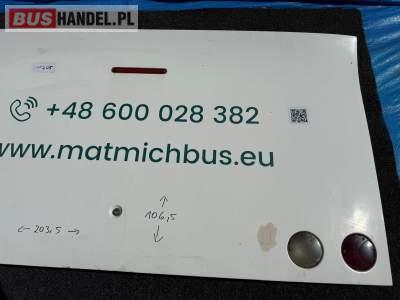 BUSHANDEL.PL
+48 600 028 382
www.matmichbus.eu
106,5
203,5